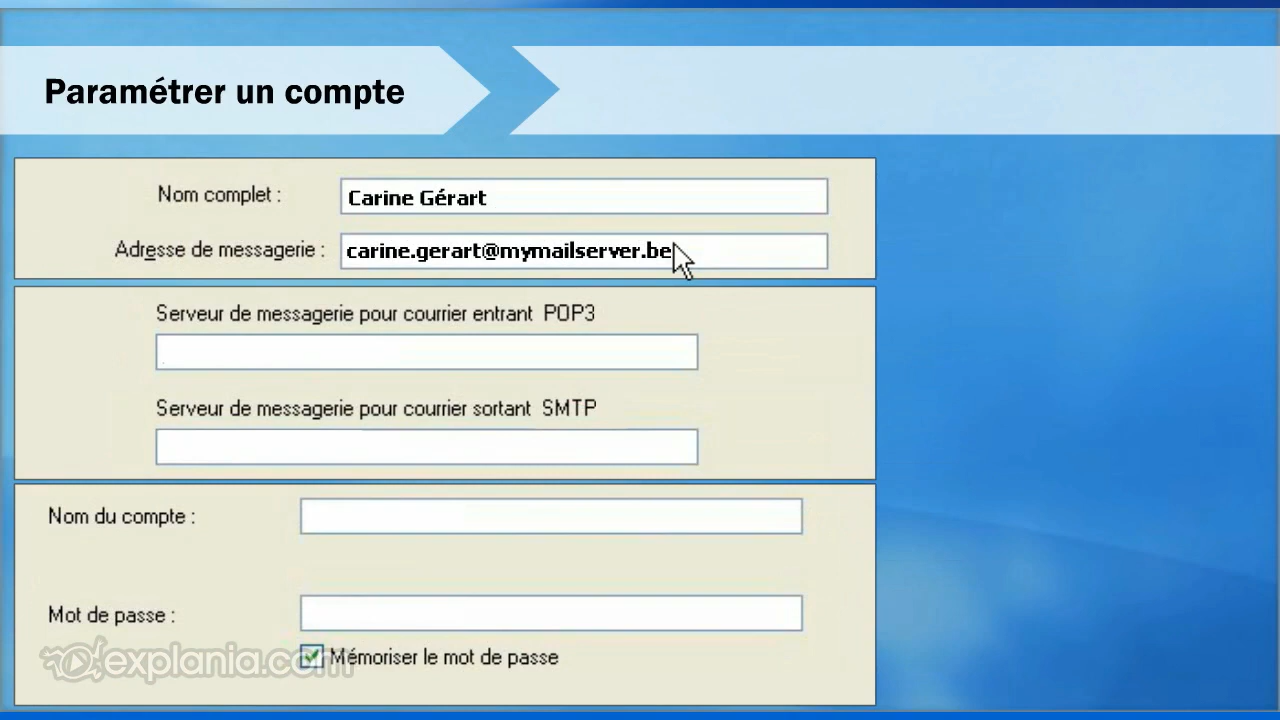 Paramétrer un compte
Nom complet : Carine Gérart
Adresse de messagerie : carine.gerart@mymailserver.be
Serveur de messagerie pour courrier entrant POP3
Serveur de messagerie pour courrier sortant SMTP
Nom du compte :
Mot de passe :
explania.com
Mémoriser le mot de passe